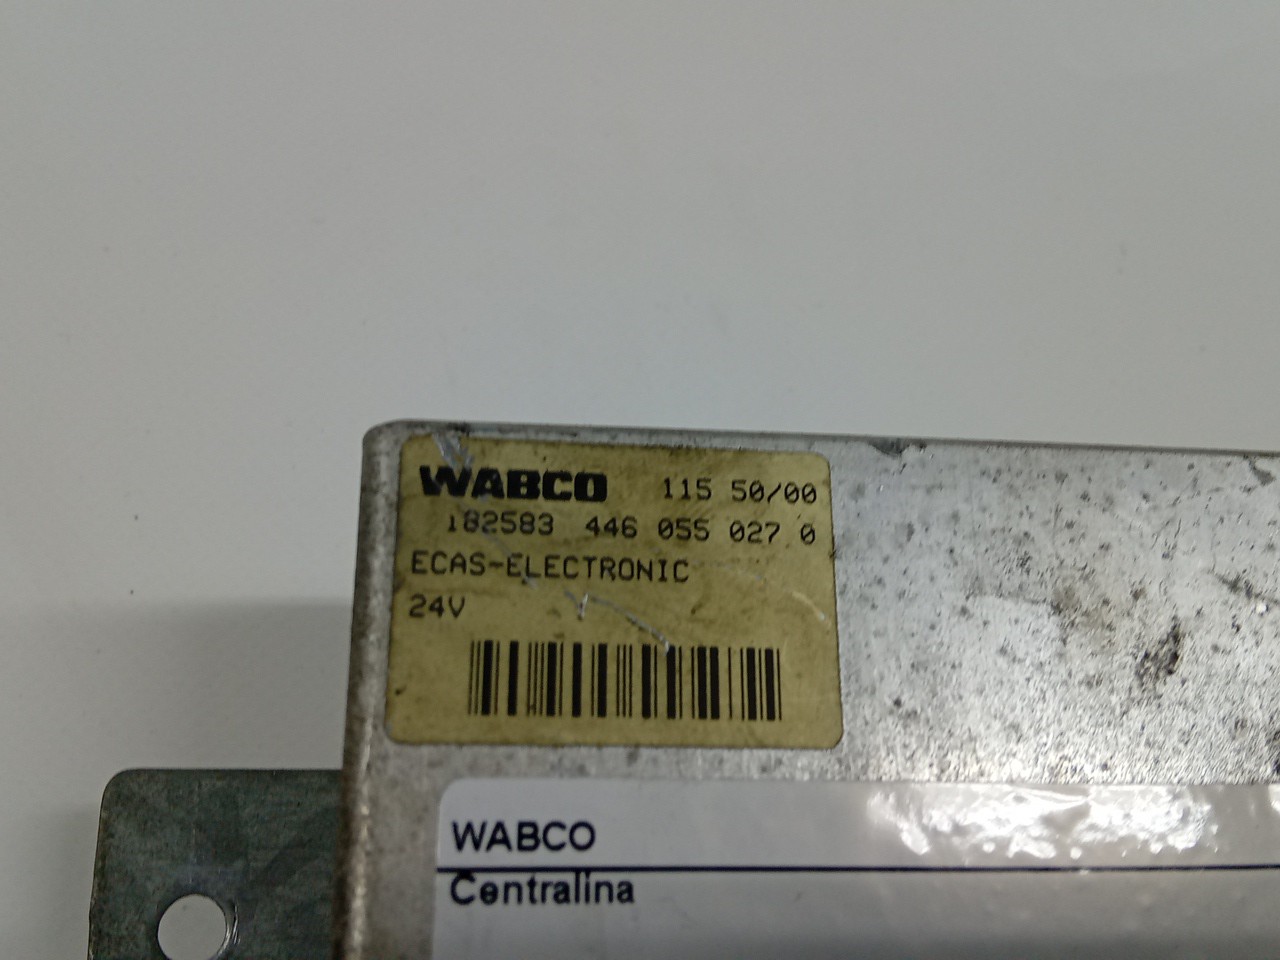 WABCO 115 50/00
182583 446 055 027 0
ECAS-ELECTRONIC
24V
WABCO
Centralina